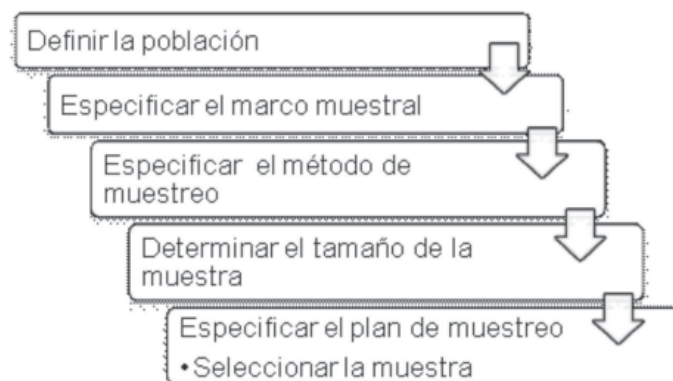 Definir la población
Especificar el marco muestral
Especificar el método de
muestreo
Determinar el tamaño de la
muestra
Especificar el plan de muestreo
•Seleccionar la muestra